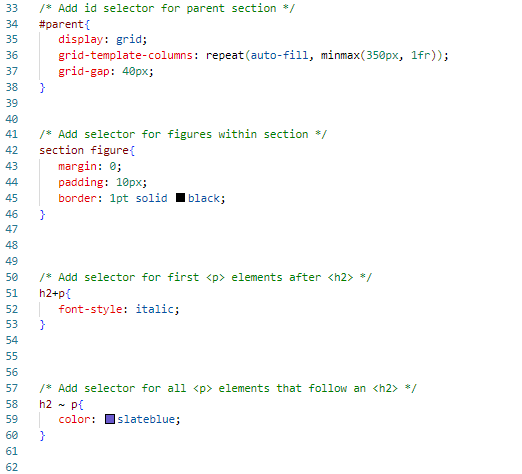 33 /* Add id selector for parent section */
34 #parent{
35 display: grid;
36 grid-template-columns: repeat(auto-fill, minmax(350px, 1fr));
37 grid-gap: 40px;
38 }
39
40
41 /* Add selector for figures within section */
42 section figure{
43 margin: 0;
44 padding: 10px;
45 border: 1pt solid black;
46 }
47
48
49
50 /* Add selector for first <p> elements after <h2> */
51 h2+p{
52 font-style: italic;
53 }
54
55
56
57 /* Add selector for all <p> elements that follow an <h2> */
58 h2 ~ p{
59 color: slateblue;
60 }
61
62